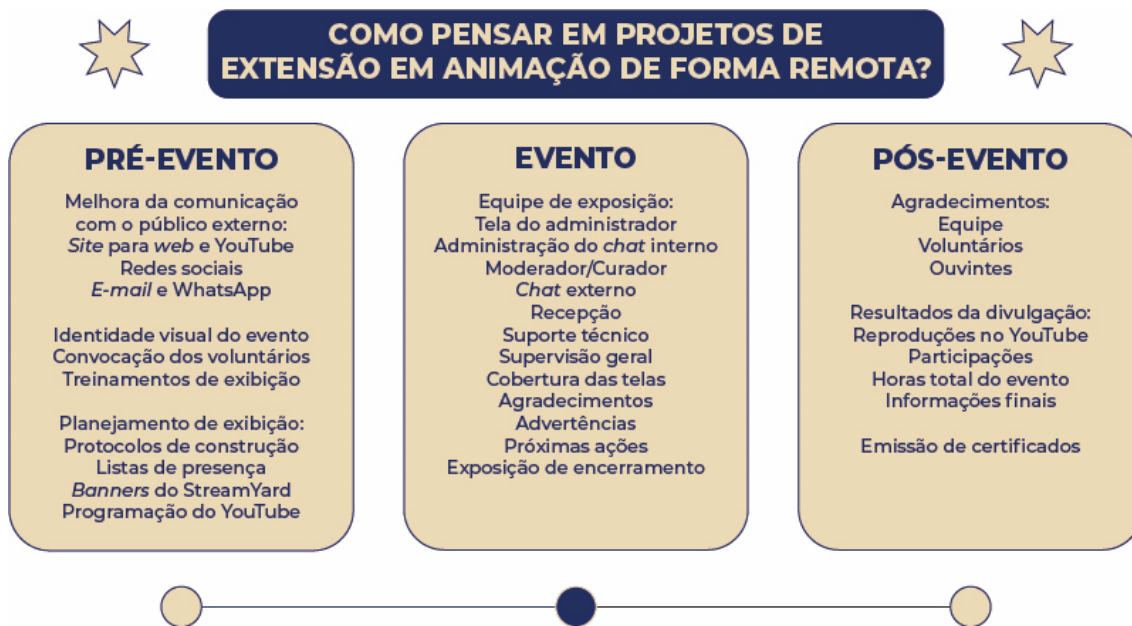 COMO PENSAR EM PROJETOS DE
EXTENSÃO EM ANIMAÇÃO DE FORMA REMOTA?
PRÉ-EVENTO
Melhora da comunicação
com o público externo:
Site para web e YouTube
Redes sociais
E-mail e WhatsApp
Identidade visual do evento
Convocação dos voluntários
Treinamentos de exibição
Planejamento de exibição:
Protocolos de construção
Listas de presença
Banners do StreamYard
Programação do YouTube
EVENTO
Equipe de exposição:
Tela do administrador
Administração do chat interno
Moderador/Curador
Chat externo
Recepção
Suporte técnico
Supervisão geral
Cobertura das telas
Agradecimentos
Advertências
Próximas ações
Exposição de encerramento
PÓS-EVENTO
Agradecimentos:
Equipe
Voluntários
Ouvintes
Resultados da divulgação:
Reproduções no YouTube
Participações
Horas total do evento
Informações finais
Emissão de certificados